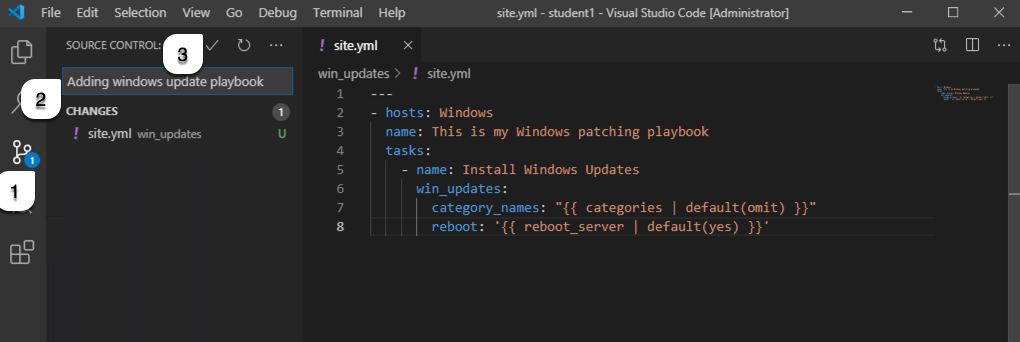 File Edit Selection View Go Debug Terminal Help site.yml - student1 - Visual Studio Code [Administrator]
SOURCE CONTROL:
3
site.yml
Adding windows update playbook
2
CHANGES
1
site.yml win_updates U
1
1
win_updates > ! site.yml
1 ---
2 - hosts: Windows
3 name: This is my Windows patching playbook
4 tasks:
5 - name: Install Windows Updates
6 win_updates:
7 category_names: "{{ categories | default(omit) }}"
8 reboot: '{{ reboot_server | default(yes) }}'